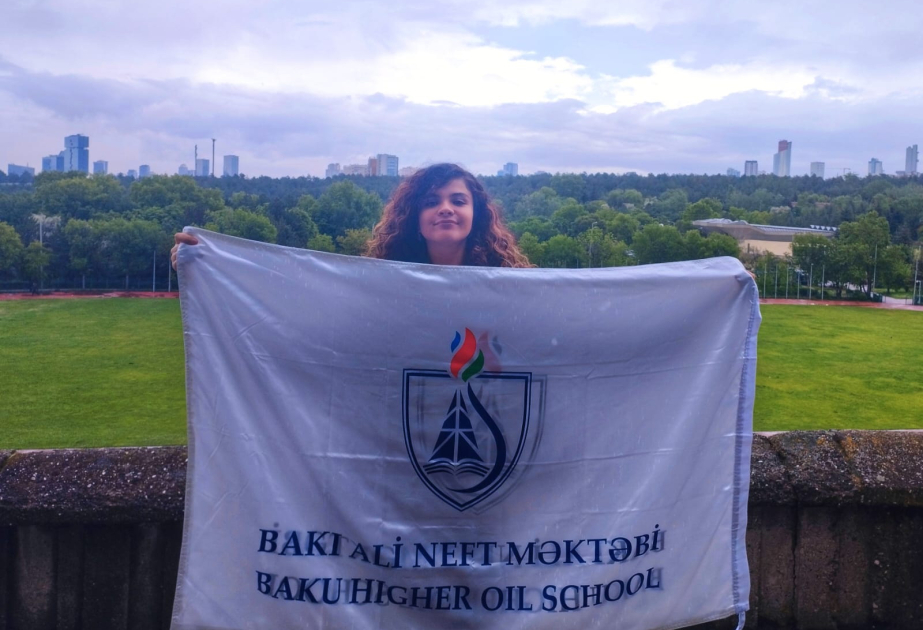 BAKI ALİ NEFT MƏKTƏBİ
BAKU HIGHER OIL SCHOOL